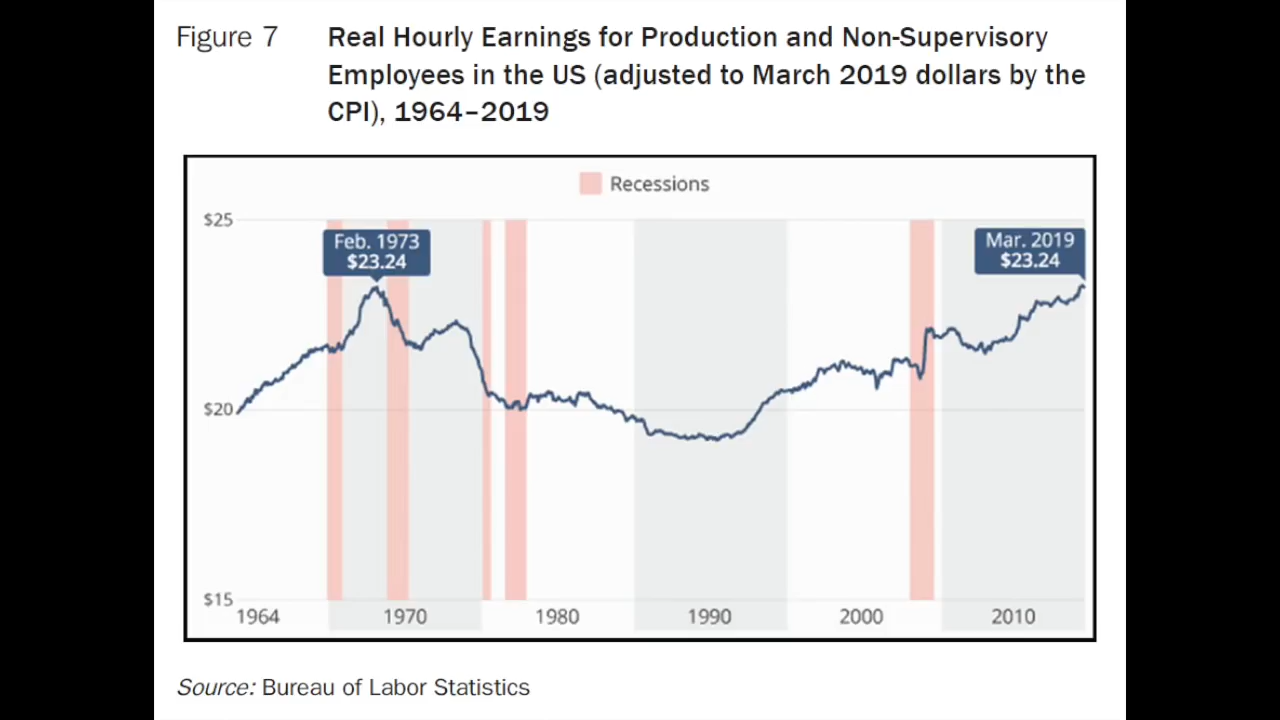 Figure 7
Real Hourly Earnings for Production and Non-Supervisory
Employees in the US (adjusted to March 2019 dollars by the
CPI), 1964–2019
Recessions
$25
Feb. 1973
$23.24
Mar. 2019
$23.24
$20
$15
1964
1970
1980
1990
2000
2010
Source: Bureau of Labor Statistics